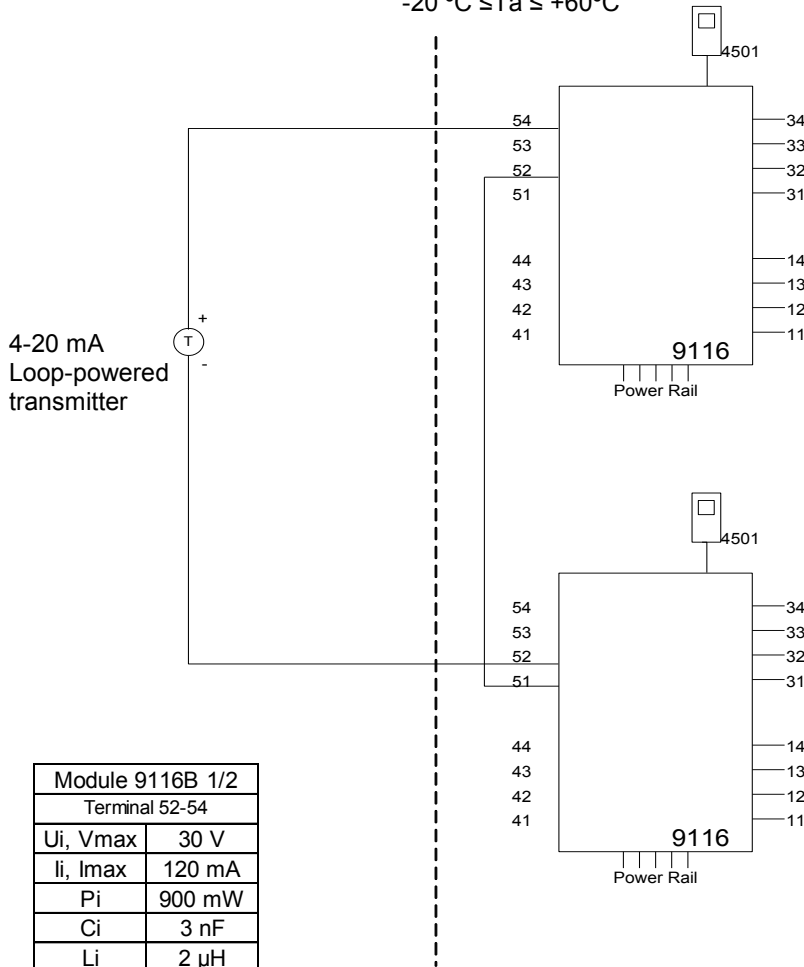 -20 ºC ≤Ta ≤ +60ºC
4501
54
53
52
51
44
43
42
41
34
33
32
31
14
13
12
11
9116
Power Rail
+
T
-
4-20 mA
Loop-powered
transmitter
4501
54
53
52
51
44
43
42
41
34
33
32
31
14
13
12
11
9116
Power Rail
Module 9116B 1/2
Terminal 52-54
Ui, Vmax 30 V
Ii, Imax 120 mA
Pi 900 mW
Ci 3 nF
Li 2 µH